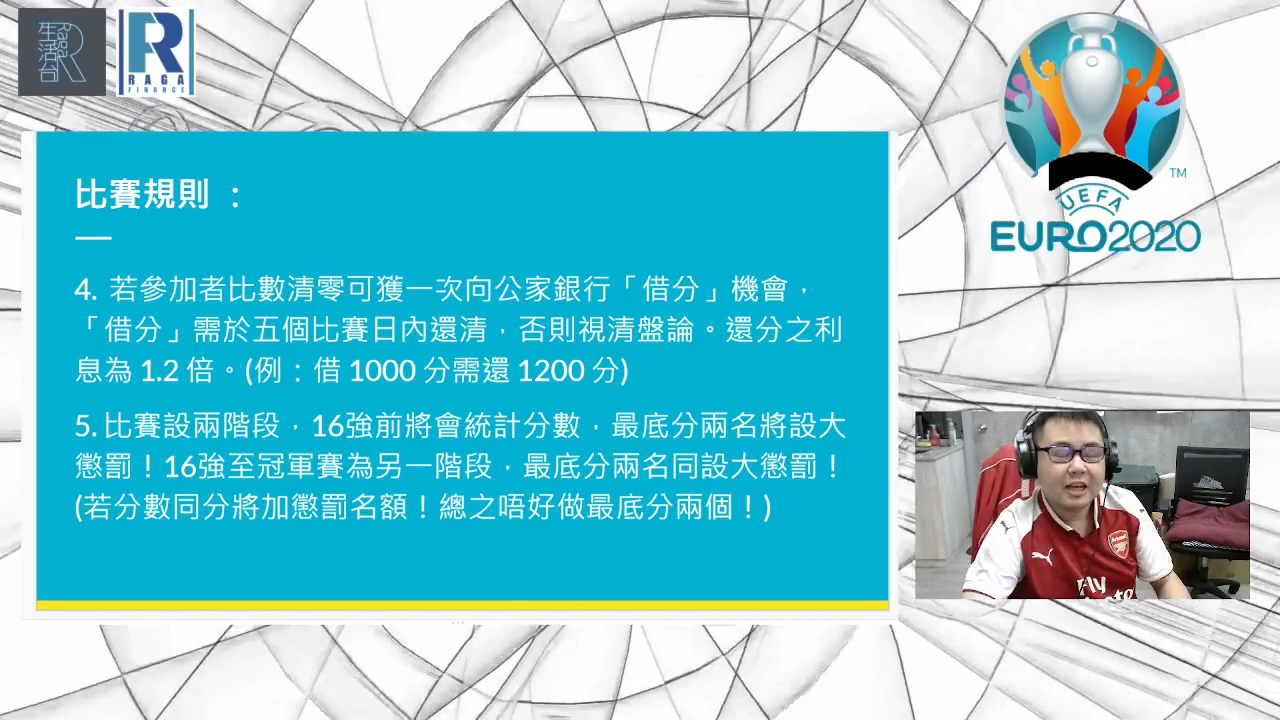 生活台
RAGA
FINANCE
比賽規則 ：
4. 若參加者比數清零可獲一次向公家銀行「借分」機會，
「借分」需於五個比賽日內還清，否則視清盤論。還分之利
息為 1.2 倍。(例：借 1000 分需還 1200 分)
5. 比賽設兩階段，16強前將會統計分數，最底分兩名將設大
懲罰！16強至冠軍賽為另一階段，最底分兩名同設大懲罰！
(若分數同分將加懲罰名額！總之唔好做最底分兩個！)
TM
UEFA
EURO2020
Arsenal
Fly